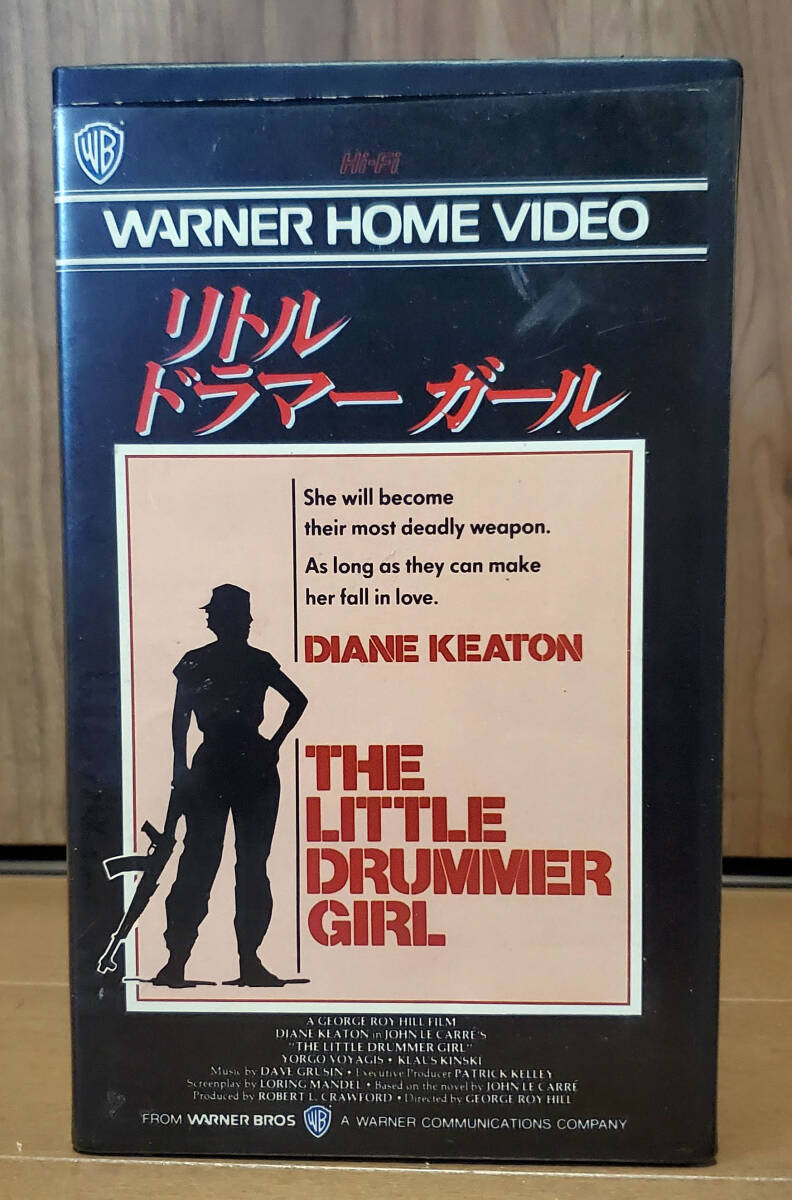 WB
Hi-Fi
WARNER HOME VIDEO
リトル
ドラマー ガール
She will become
their most deadly weapon.
As long as they can make
her fall in love.
DIANE KEATON
THE
LITTLE
DRUMMER
GIRL
A GEORGE ROY HILL FILM
DIANE KEATON in JOHN LE CARRÉ'S
"THE LITTLE DRUMMER GIRL"
YORGO VOYAGIS • KLAUS KINSKI
Music by DAVE GRUSIN • Executive Producer PATRICK KELLEY
Screenplay by LORING MANDEL • Based on the novel by JOHN LE CARRÉ
Produced by ROBERT L. CRAWFORD • Directed by GEORGE ROY HILL
FROM WARNER BROS WB A WARNER COMMUNICATIONS COMPANY